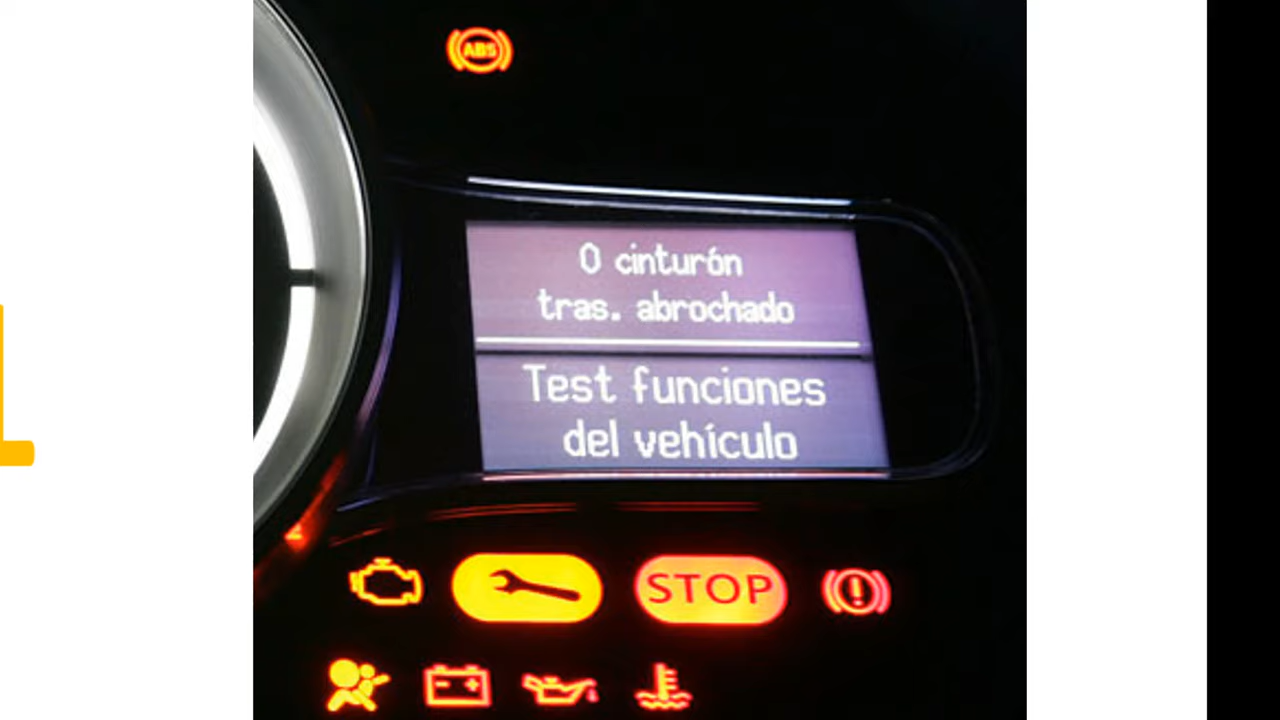 ABS
0 cinturón
tras. abrochado
Test funciones
del vehículo
STOP